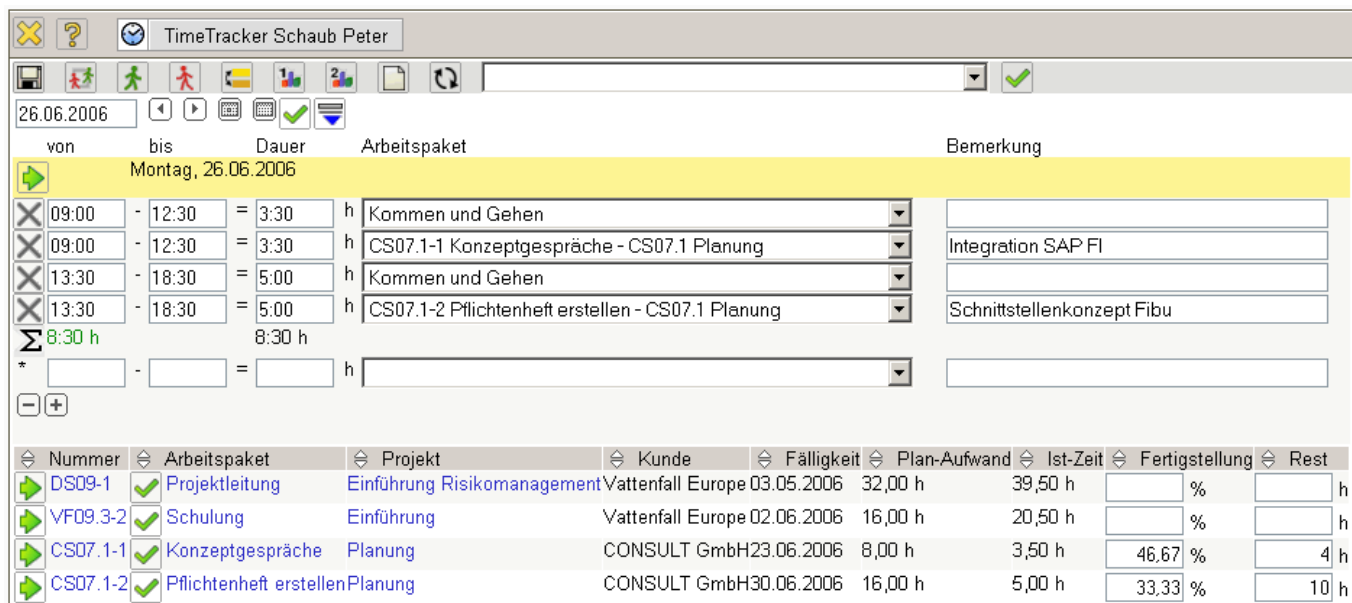 TimeTracker Schaub Peter
26.06.2006
von bis Dauer Arbeitspaket Bemerkung
Montag, 26.06.2006
09:00 - 12:30 = 3:30 h Kommen und Gehen
09:00 - 12:30 = 3:30 h CS07.1-1 Konzeptgespräche - CS07.1 Planung Integration SAP FI
13:30 - 18:30 = 5:00 h Kommen und Gehen
13:30 - 18:30 = 5:00 h CS07.1-2 Pflichtenheft erstellen - CS07.1 Planung Schnittstellenkonzept Fibu
Σ 8:30 h 8:30 h
* - = h
Nummer Arbeitspaket Projekt Kunde Fälligkeit Plan-Aufwand Ist-Zeit Fertigstellung Rest
DS09-1 Projektleitung Einführung Risikomanagement Vattenfall Europe 03.05.2006 32,00 h 39,50 h % h
VF09.3-2 Schulung Einführung Vattenfall Europe 02.06.2006 16,00 h 20,50 h % h
CS07.1-1 Konzeptgespräche Planung CONSULT GmbH 23.06.2006 8,00 h 3,50 h 46,67 % 4 h
CS07.1-2 Pflichtenheft erstellen Planung CONSULT GmbH 30.06.2006 16,00 h 5,00 h 33,33 % 10 h